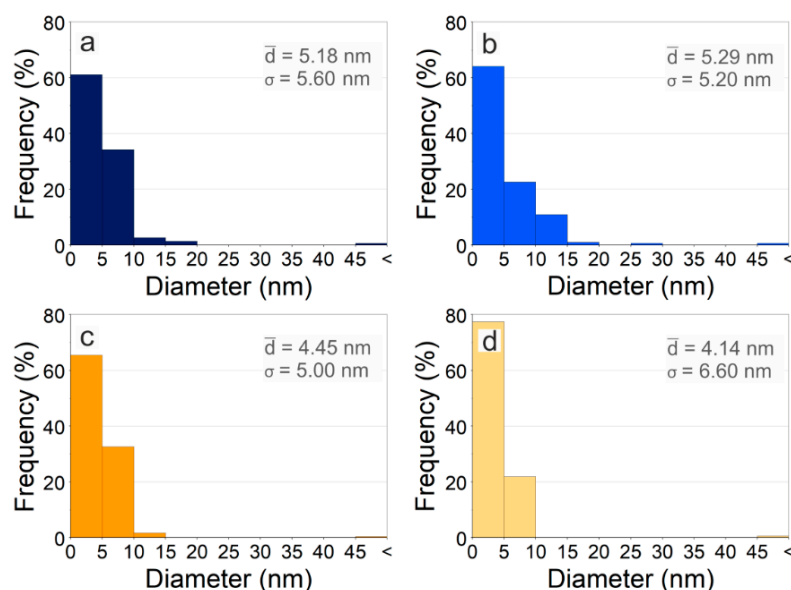 a
d̅ = 5.18 nm
σ = 5.60 nm
Frequency (%)
80
60
40
20
0
0 5 10 15 20 25 30 35 40 45 <
Diameter (nm)
b
d̅ = 5.29 nm
σ = 5.20 nm
Frequency (%)
80
60
40
20
0
0 5 10 15 20 25 30 35 40 45 <
Diameter (nm)
c
d̅ = 4.45 nm
σ = 5.00 nm
Frequency (%)
80
60
40
20
0
0 5 10 15 20 25 30 35 40 45 <
Diameter (nm)
d
d̅ = 4.14 nm
σ = 6.60 nm
Frequency (%)
80
60
40
20
0
0 5 10 15 20 25 30 35 40 45 <
Diameter (nm)